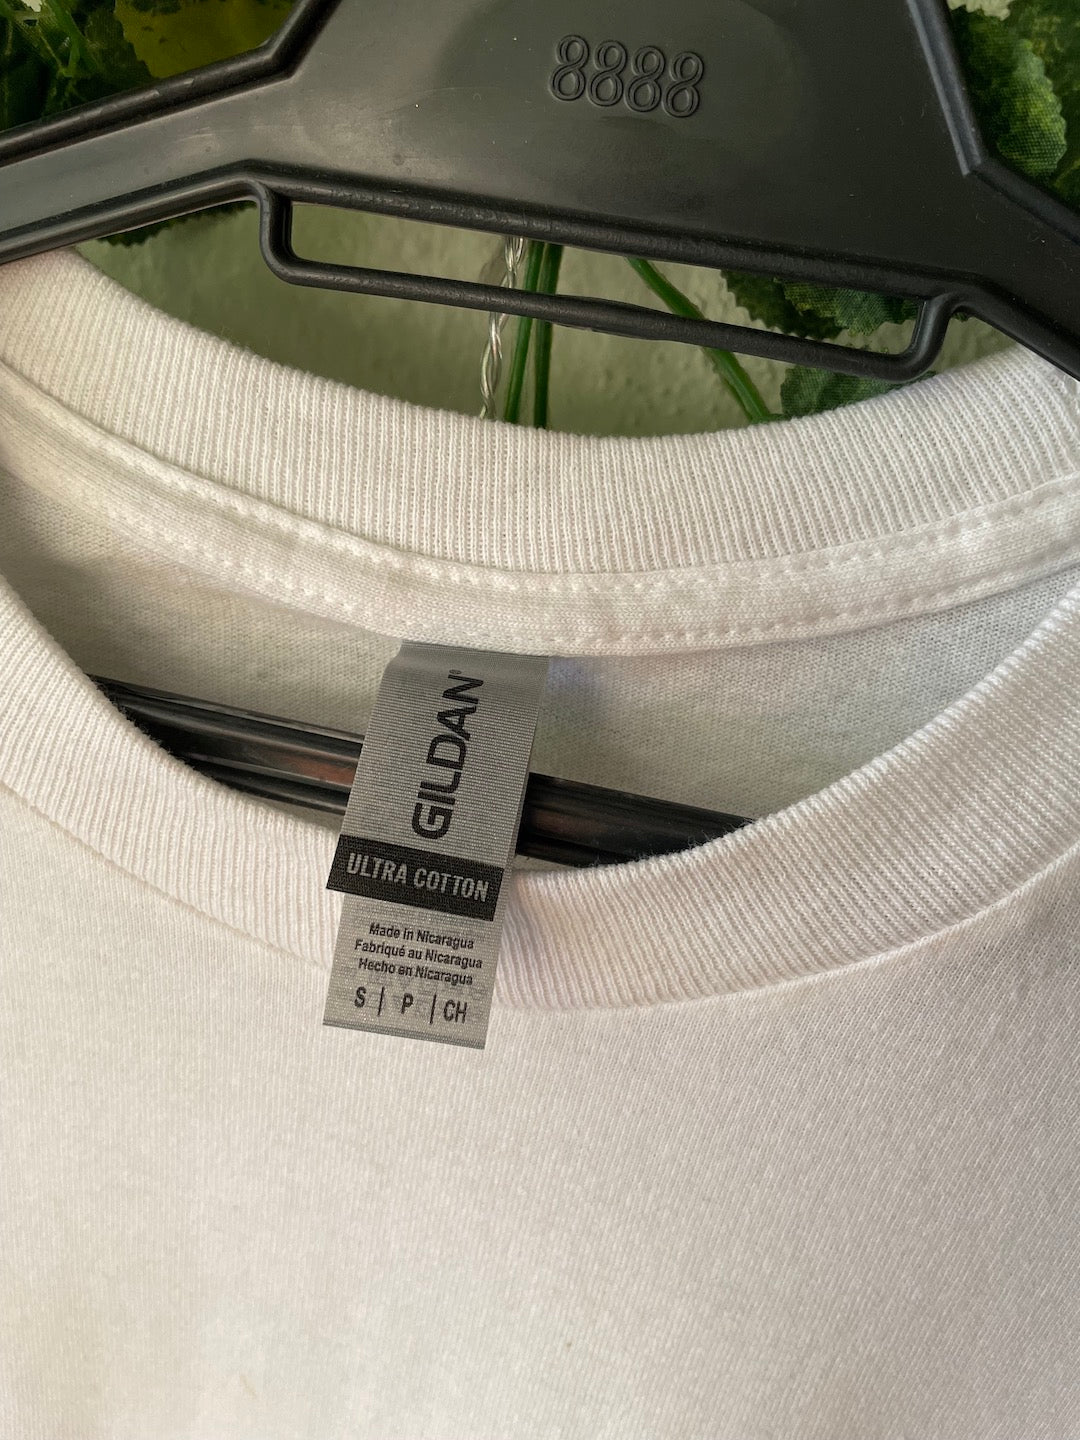 8888
GILDAN®
ULTRA COTTON
Made in Nicaragua
Fabriqué au Nicaragua
Hecho en Nicaragua
S | P | CH